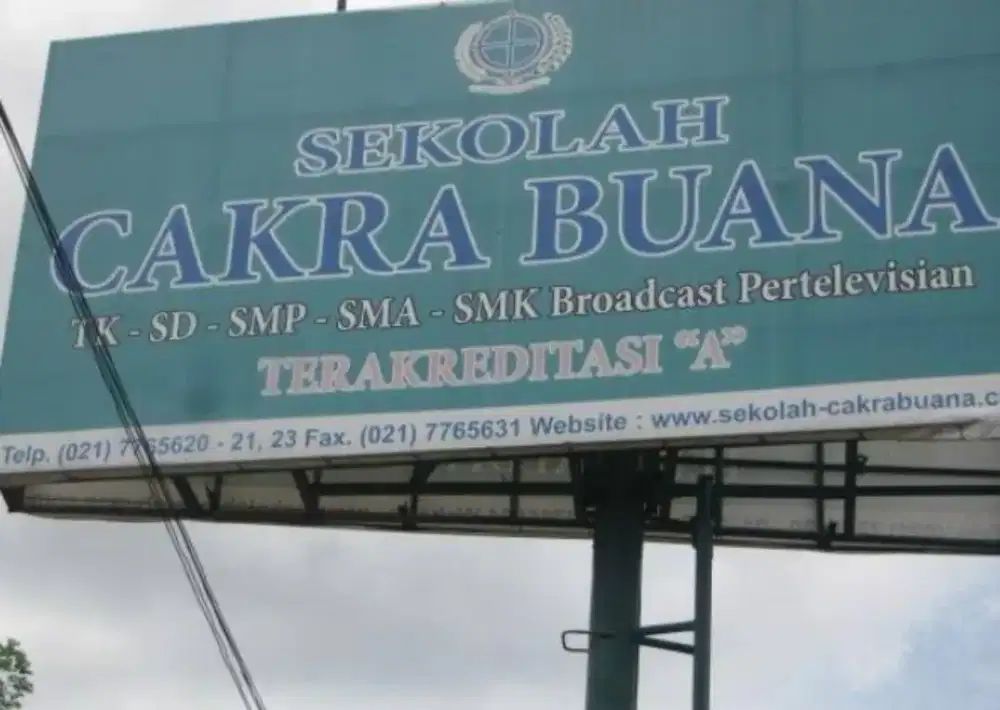 SEKOLAH
CAKRA BUANA
TK - SD - SMP - SMA - SMK Broadcast Pertelevisian
TERAKREDITASI “A”
Telp. (021) 7765620 - 21, 23 Fax. (021) 7765631 Website : www.sekolah-cakrabuana.c